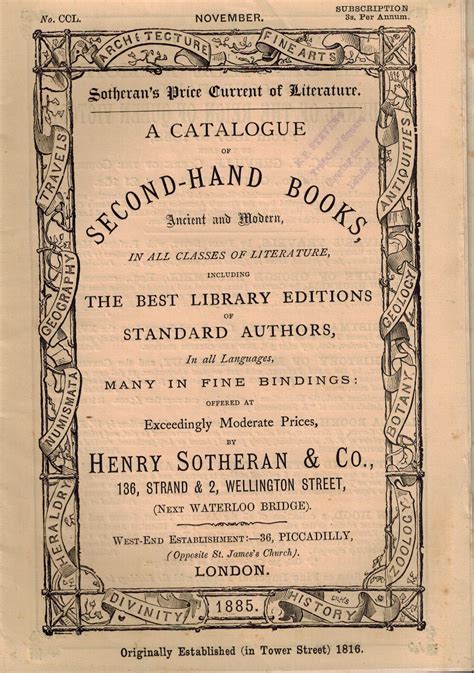 No. CCL.
NOVEMBER.
SUBSCRIPTION
3s. Per Annum.
ARCHITECTURE
FINE ARTS
Sotheran's Price Current of Literature.
A CATALOGUE
OF
SECOND-HAND BOOKS,
Ancient and Modern,
IN ALL CLASSES OF LITERATURE,
INCLUDING
THE BEST LIBRARY EDITIONS
OF
STANDARD AUTHORS,
In all Languages,
MANY IN FINE BINDINGS:
OFFERED AT
Exceedingly Moderate Prices,
BY
HENRY SOTHERAN & CO.,
136, STRAND & 2, WELLINGTON STREET,
(NEXT WATERLOO BRIDGE).
WEST-END ESTABLISHMENT:—36, PICCADILLY,
(Opposite St. James's Church).
LONDON.
TRAVELS
GEOGRAPHY
NUMISMATA
HERALDRY
ANTIQUITIES
GEOLOGY
BOTANY
ZOOLOGY
DIVINITY
1885.
HISTORY
Originally Established (in Tower Street) 1816.